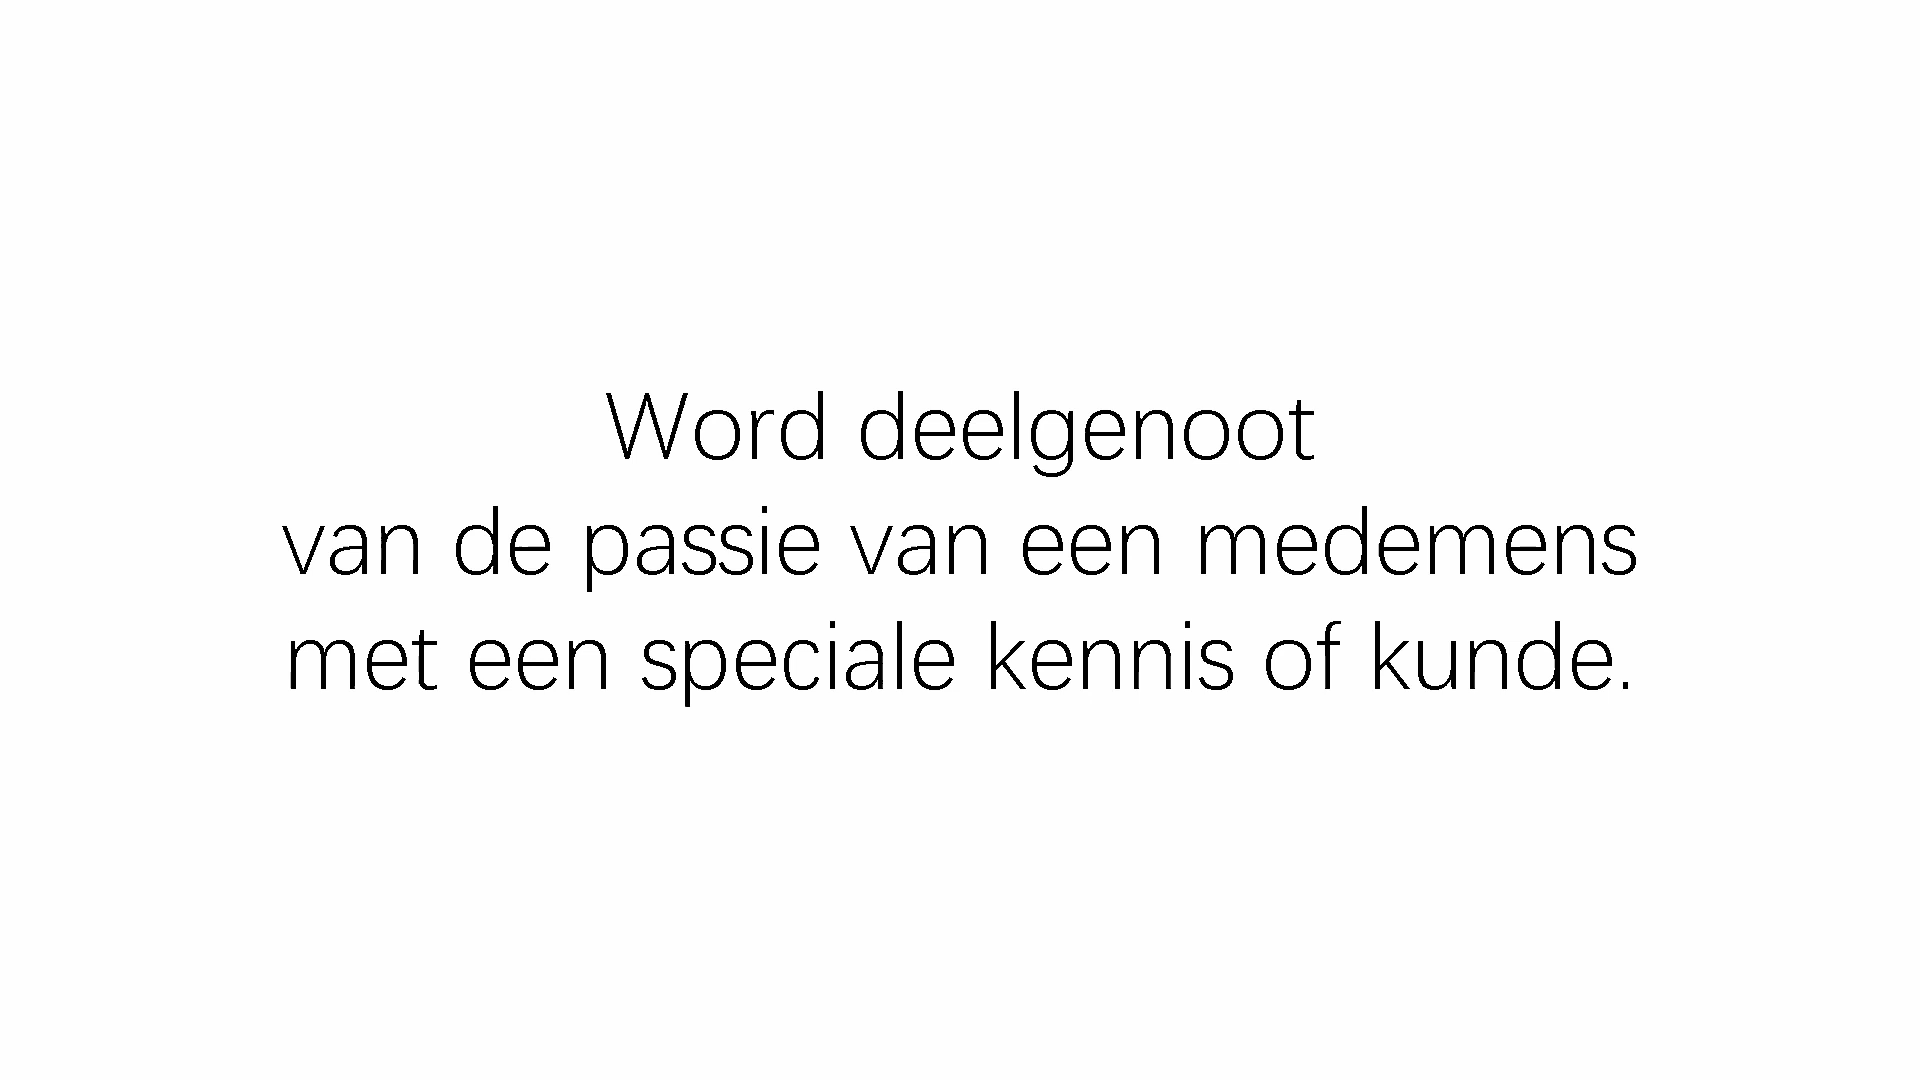 Word deelgenoot
van de passie van een medemens
met een speciale kennis of kunde.